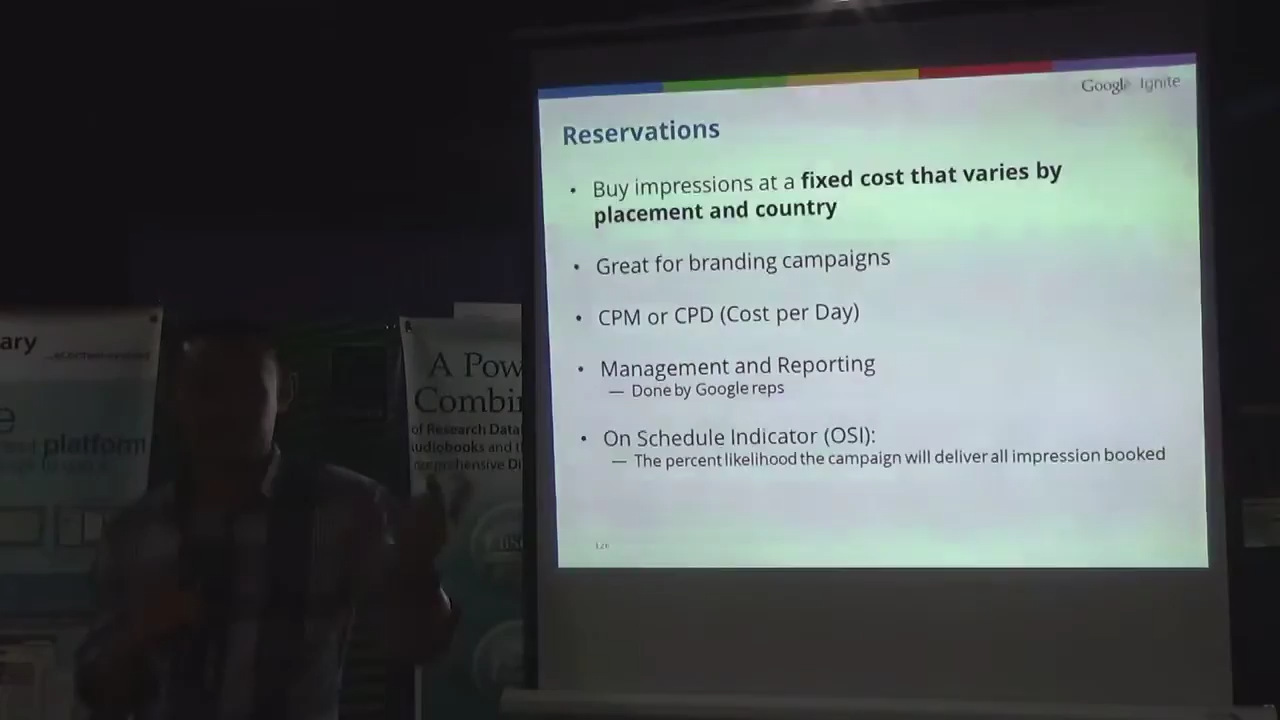 Google Ignite
Reservations
• Buy impressions at a fixed cost that varies by
placement and country
• Great for branding campaigns
• CPM or CPD (Cost per Day)
• Management and Reporting
— Done by Google reps
• On Schedule Indicator (OSI):
— The percent likelihood the campaign will deliver all impression booked
ary
e
platform
A Pow
Combi
of Research Data
udiobooks and t